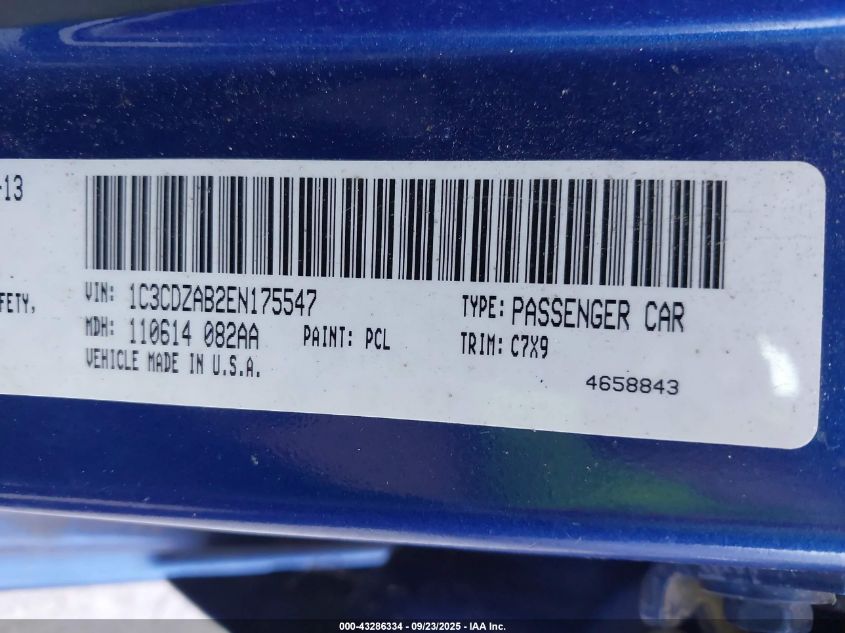 -13
VIN: 1C3CDZAB2EN175547 TYPE: PASSENGER CAR
FETY,
MDH: 110614 082AA PAINT: PCL TRIM: C7X9
VEHICLE MADE IN U.S.A.
4658843
000-43286334 - 09/23/2025 - IAA Inc.